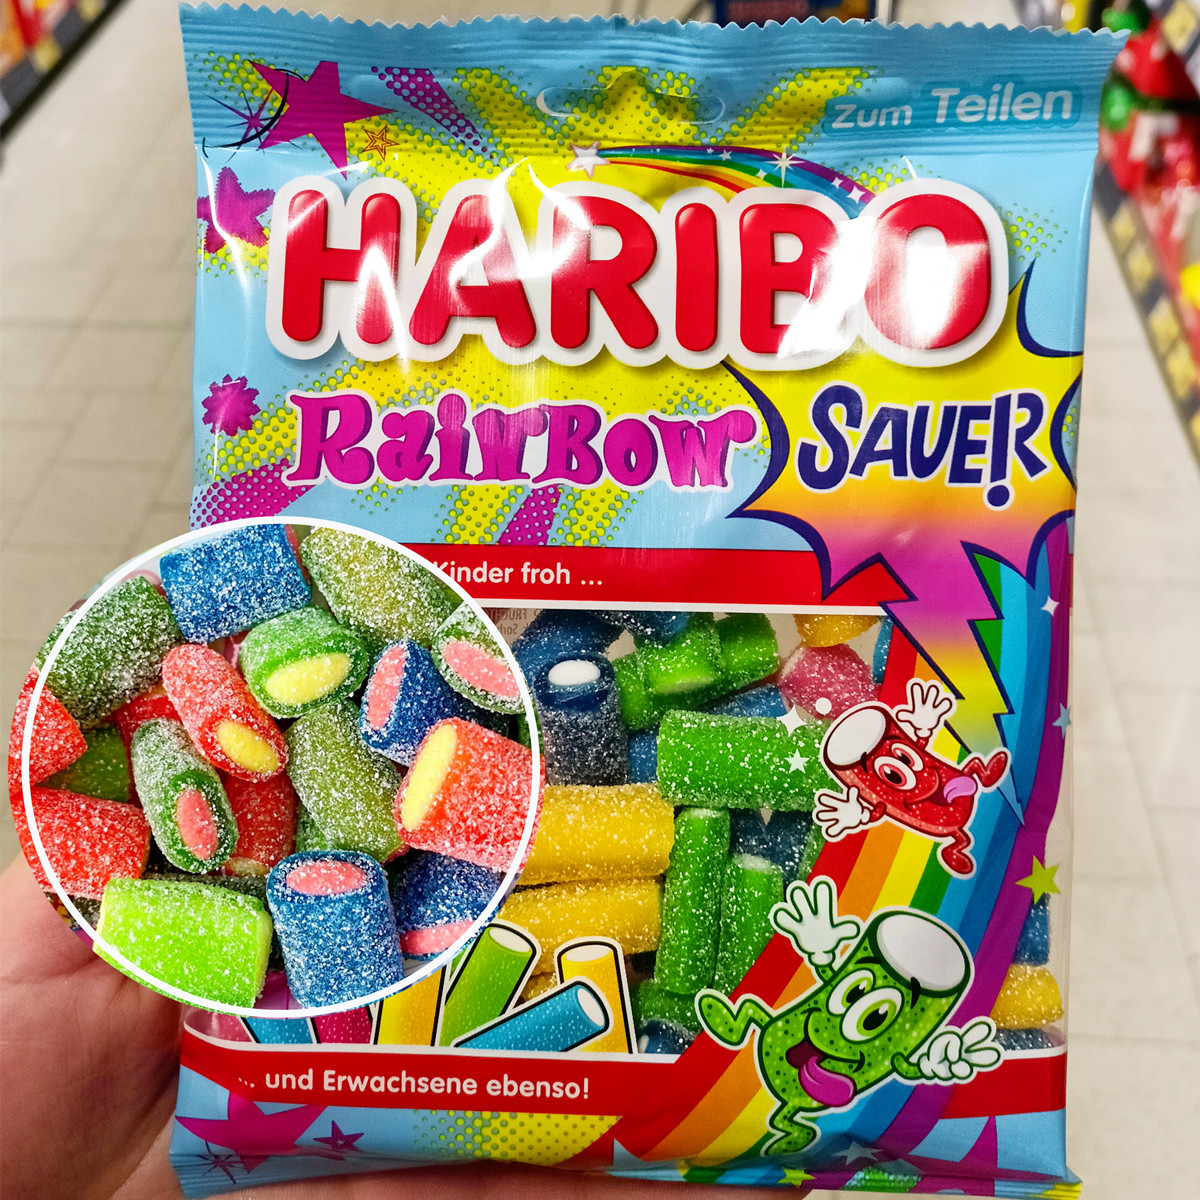 Zum Teilen
HARIBO
RainBow
SAUER
Kinder froh ...
... und Erwachsene ebenso!